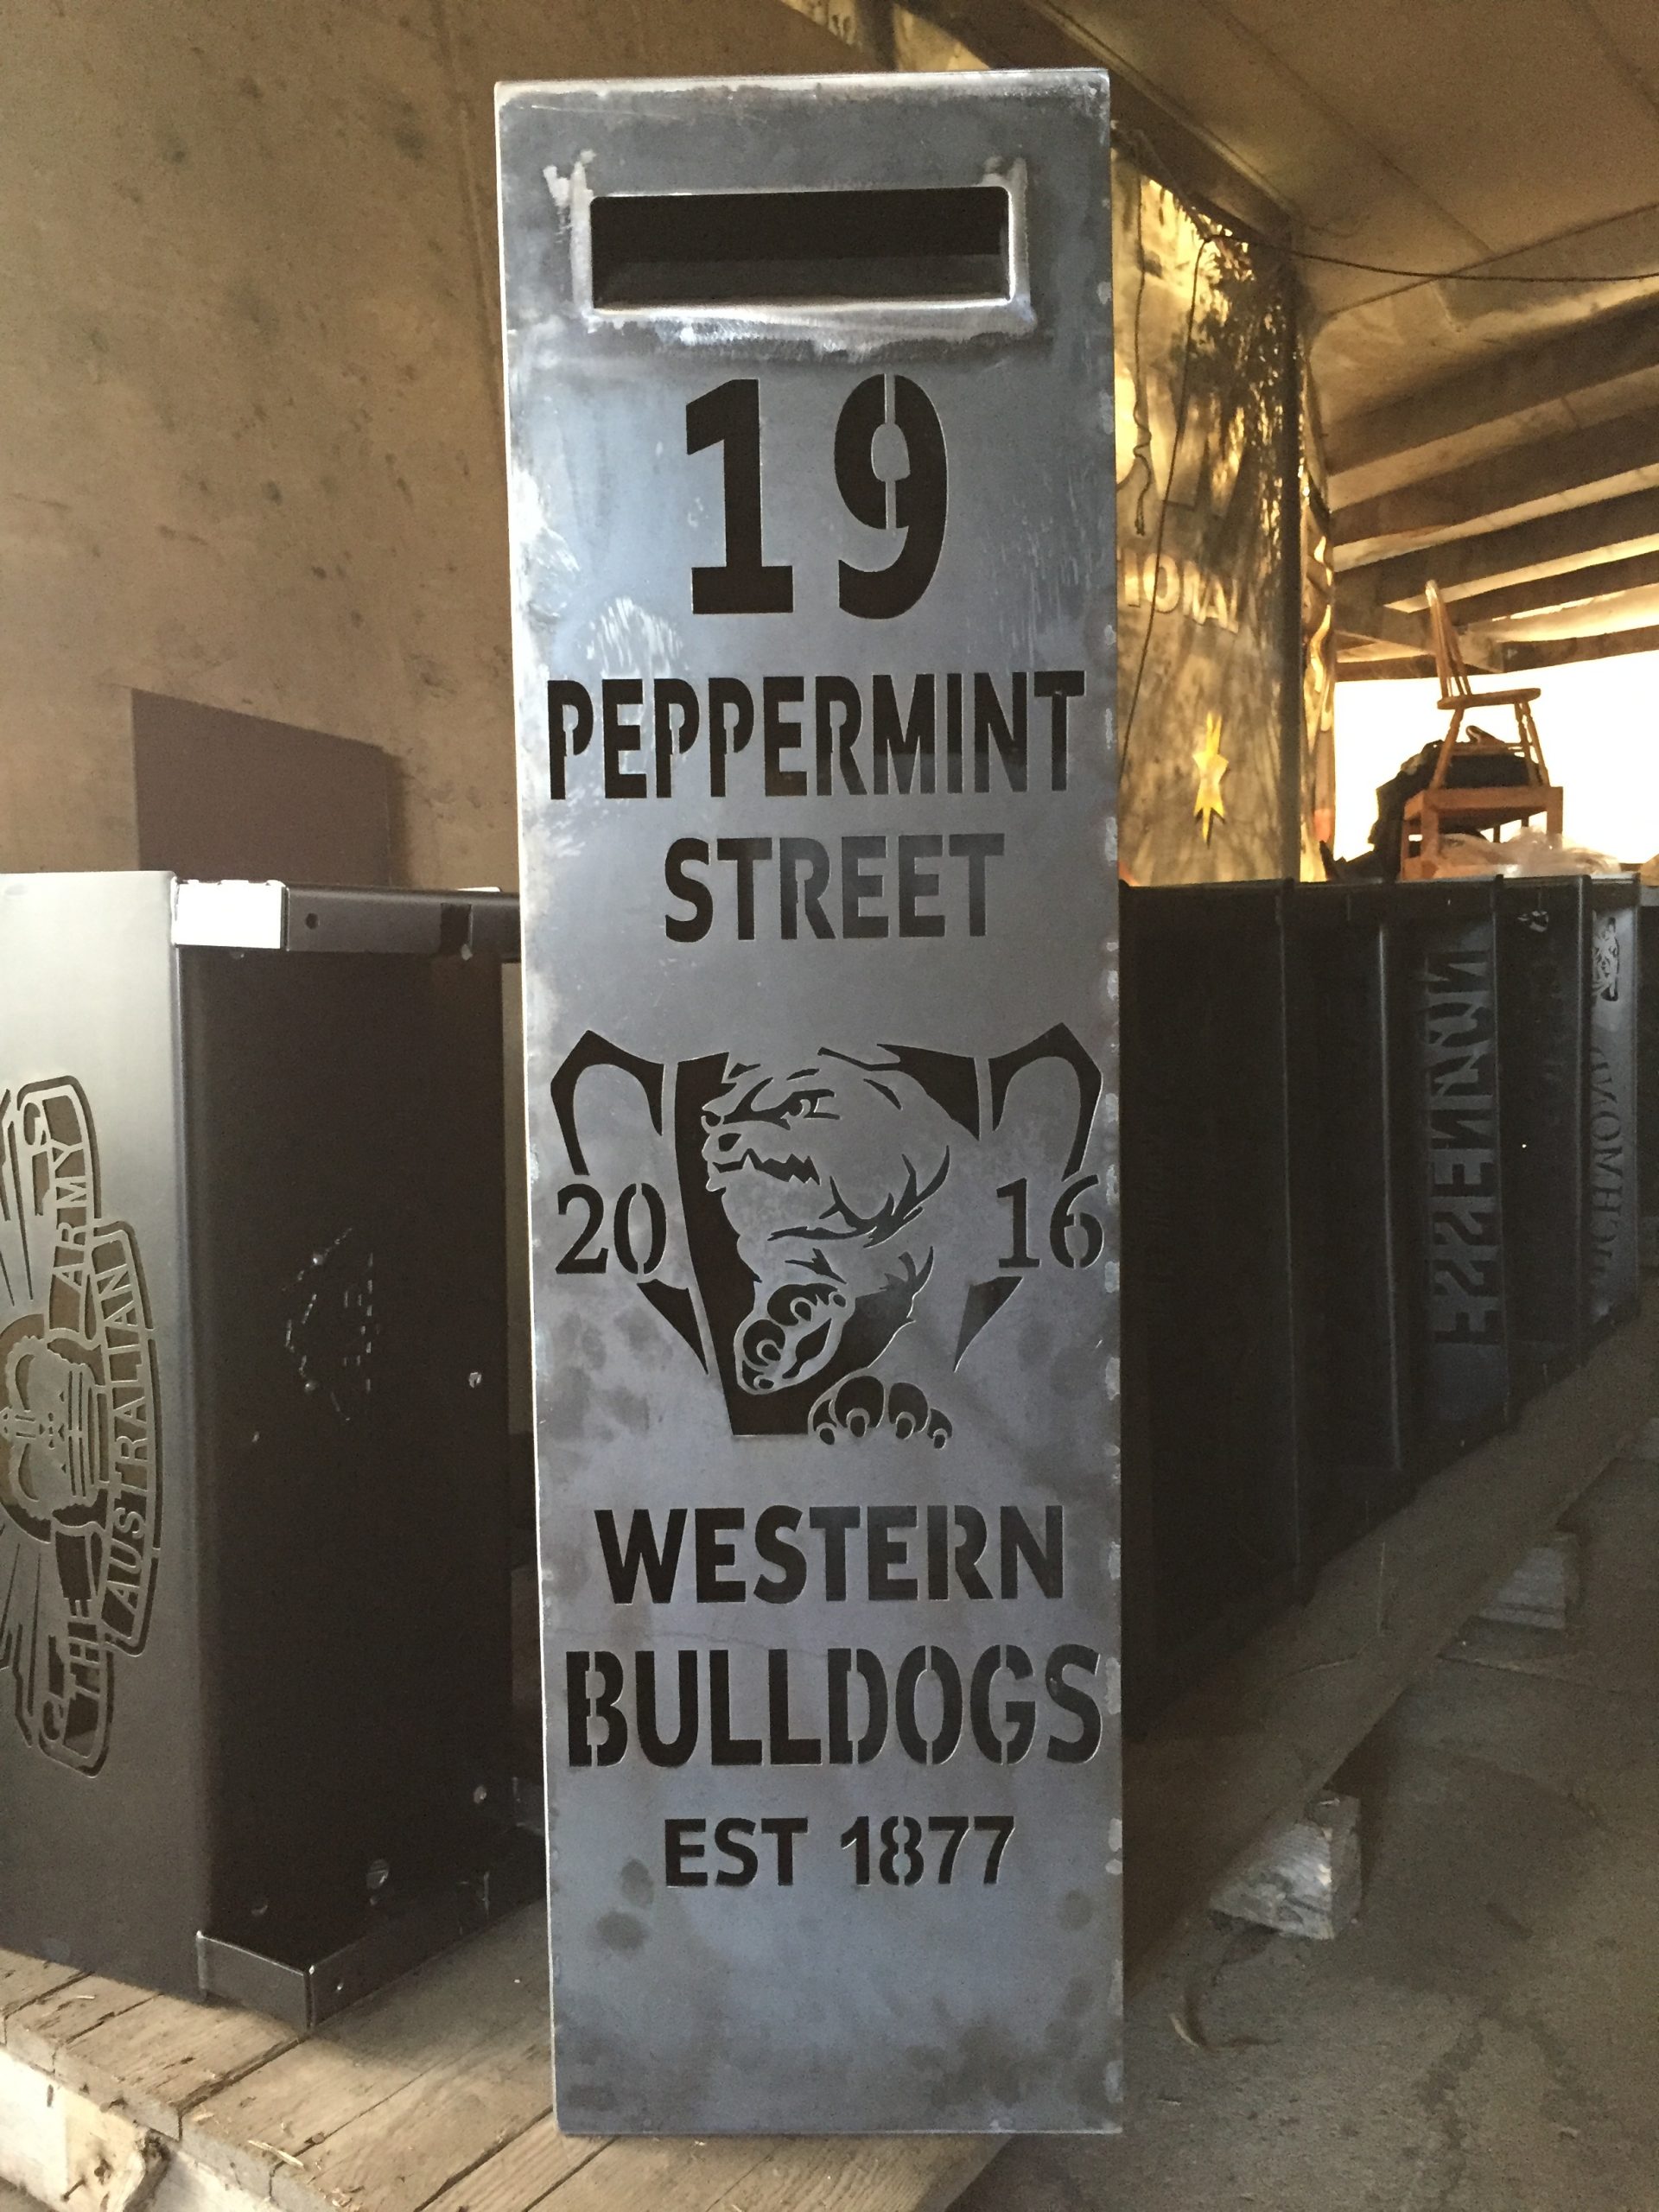 19
PEPPERMINT
STREET
20 16
WESTERN
BULLDOGS
EST 1877
THE
AUSTRALIAN
ARMY